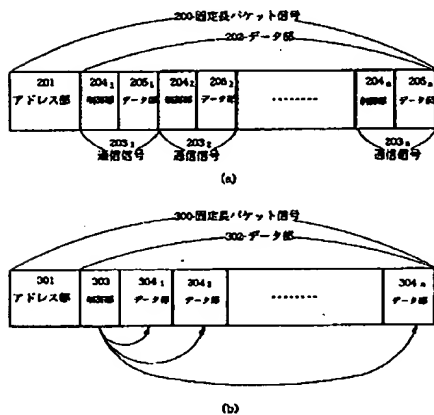 200-固定長パケット信号
202-データ部
201 204₁ 205₁ 204₂ 205₂ 204ₙ 205ₙ
アドレス部 制御部 データ部 制御部 データ部 ........ 制御部 データ部
203₁ 203₂ 203ₙ
通信信号 通信信号 通信信号
(a)
300-固定長パケット信号
302-データ部
301 303 304₁ 304₂ 304ₙ
アドレス部 制御部 データ部 データ部 ........ データ部
(b)